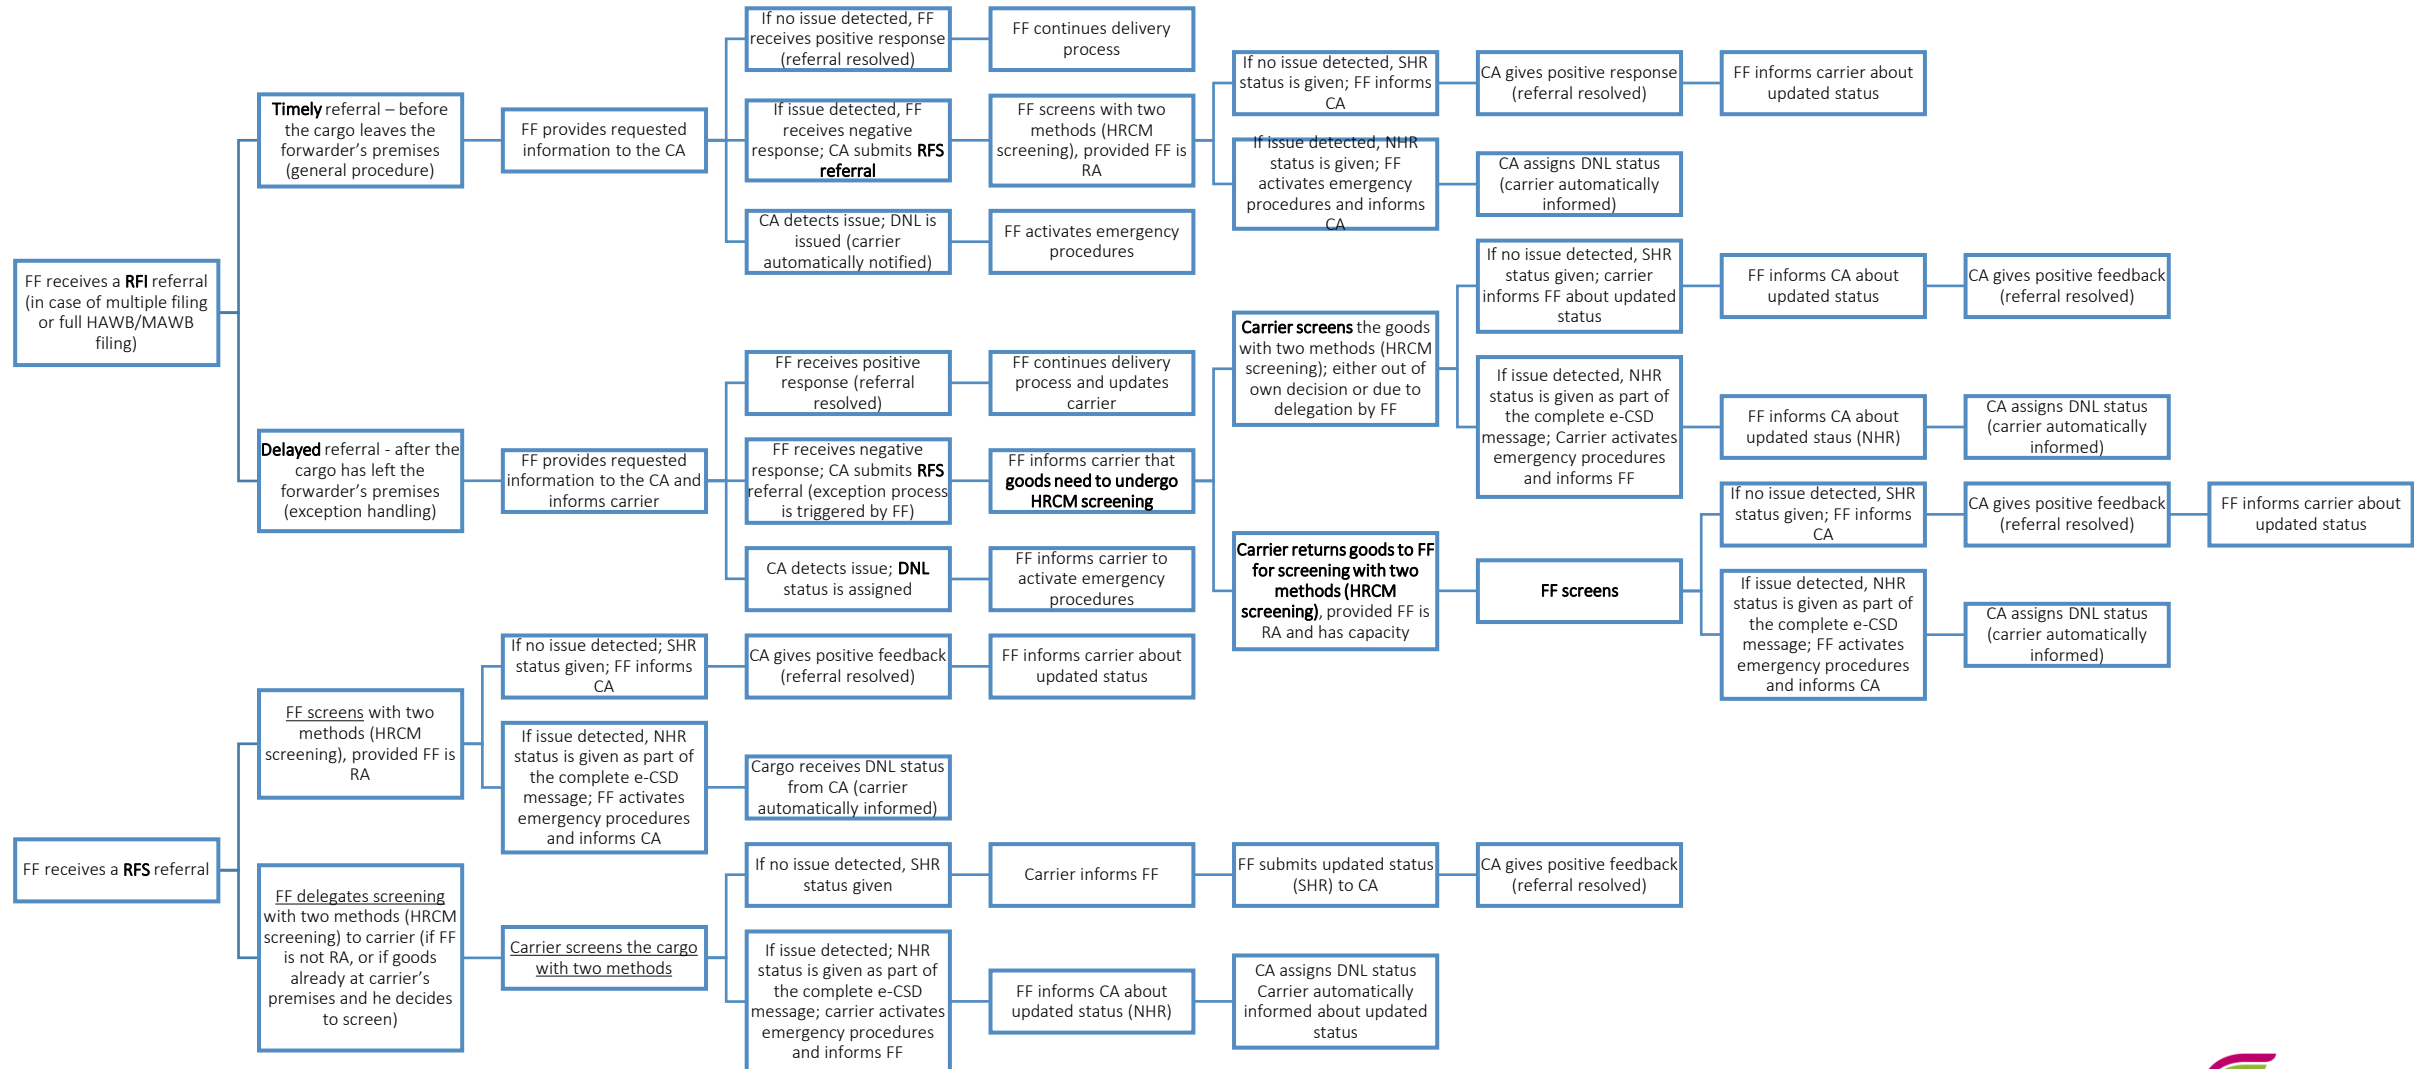 FF receives a RFI referral
(in case of multiple filing
or full HAWB/MAWB
filing)
Timely referral – before
the cargo leaves the
forwarder's premises
(general procedure)
FF provides requested
information to the CA
If no issue detected, FF
receives positive response
(referral resolved)
FF continues delivery
process
If issue detected, FF
receives negative
response; CA submits RFS
referral
FF screens with two
methods (HRCM
screening), provided FF is
RA
If no issue detected, SHR
status is given; FF informs
CA
CA gives positive response
(referral resolved)
FF informs carrier about
updated status
If issue detected, NHR
status is given; FF
activates emergency
procedures and informs
CA
CA assigns DNL status
(carrier automatically
informed)
CA detects issue; DNL is
issued (carrier
automatically notified)
FF activates emergency
procedures
Delayed referral - after the
cargo has left the
forwarder's premises
(exception handling)
FF provides requested
information to the CA and
informs carrier
FF receives positive
response (referral
resolved)
FF continues delivery
process and updates
carrier
FF receives negative
response; CA submits RFS
referral (exception process
is triggered by FF)
FF informs carrier that
goods need to undergo
HRCM screening
Carrier screens the goods
with two methods (HRCM
screening); either out of
own decision or due to
delegation by FF
If no issue detected, SHR
status given; carrier
informs FF about updated
status
FF informs CA about
updated status
CA gives positive feedback
(referral resolved)
If issue detected, NHR
status is given as part of
the complete e-CSD
message; Carrier activates
emergency procedures
and informs FF
FF informs CA about
updated staus (NHR)
CA assigns DNL status
(carrier automatically
informed)
Carrier returns goods to FF
for screening with two
methods (HRCM
screening), provided FF is
RA and has capacity
FF screens
If no issue detected, SHR
status given; FF informs
CA
CA gives positive feedback
(referral resolved)
FF informs carrier about
updated status
If issue detected, NHR
status is given as part of
the complete e-CSD
message; FF activates
emergency procedures
and informs CA
CA assigns DNL status
(carrier automatically
informed)
CA detects issue; DNL
status is assigned
FF informs carrier to
activate emergency
procedures
FF receives a RFS referral
FF screens with two
methods (HRCM
screening), provided FF is
RA
If no issue detected; SHR
status given; FF informs
CA
CA gives positive feedback
(referral resolved)
FF informs carrier about
updated status
If issue detected, NHR
status is given as part of
the complete e-CSD
message; FF activates
emergency procedures
and informs CA
Cargo receives DNL status
from CA (carrier
automatically informed)
FF delegates screening
with two methods (HRCM
screening) to carrier (if FF
is not RA, or if goods
already at carrier's
premises and he decides
to screen)
Carrier screens the cargo
with two methods
If no issue detected, SHR
status given
Carrier informs FF
FF submits updated status
(SHR) to CA
CA gives positive feedback
(referral resolved)
If issue detected; NHR
status is given as part of
the complete e-CSD
message; carrier activates
emergency procedures
and informs FF
FF informs CA about
updated status (NHR)
CA assigns DNL status
Carrier automatically
informed about updated
status